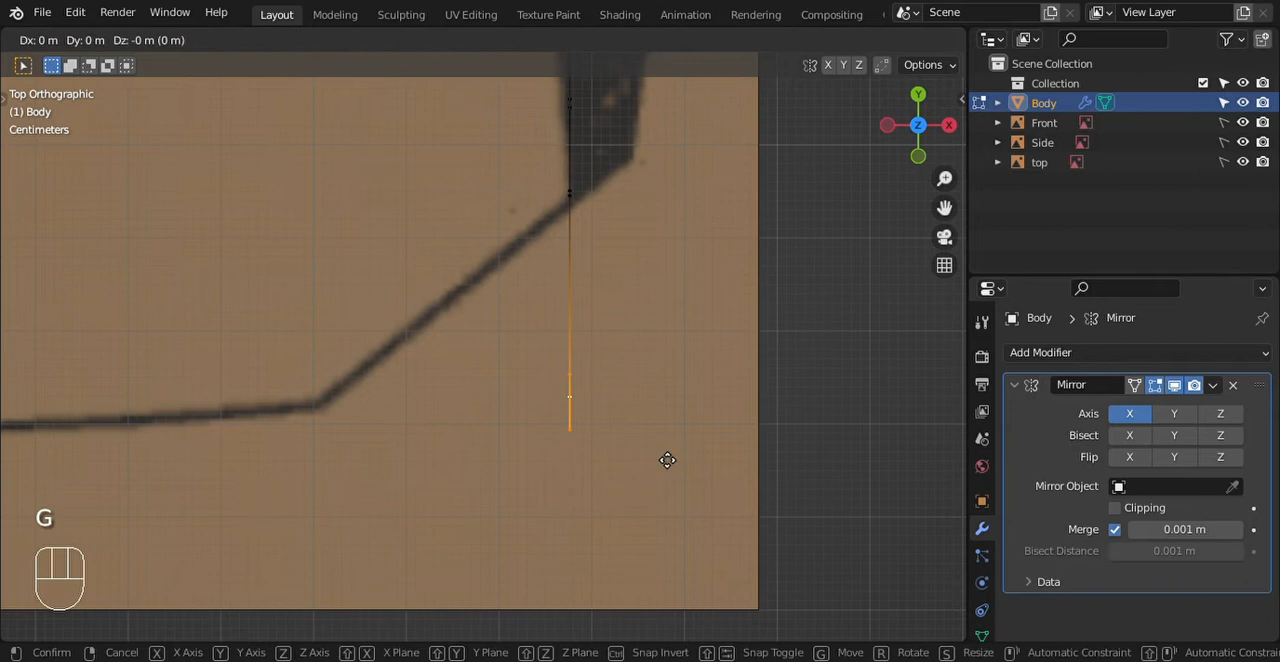 File Edit Render Window Help Layout Modeling Sculpting UV Editing Texture Paint Shading Animation Rendering Compositing Scene View Layer
Dx: 0 m Dy: 0 m Dz: -0 m (0 m)
X Y Z Options
Top Orthographic
(1) Body
Centimeters
Y
Z
X
G
Scene Collection
Collection
Body
Front
Side
top
Body Mirror
Add Modifier
Mirror
Axis X Y Z
Bisect X Y Z
Flip X Y Z
Mirror Object
Clipping
Merge 0.001 m
Bisect Distance 0.001 m
Data
Confirm Cancel X X Axis Y Y Axis Z Z Axis X X Plane Y Y Plane Z Z Plane Ctrl Snap Invert Snap Toggle G Move R Rotate S Resize Automatic Constraint Automatic Constra